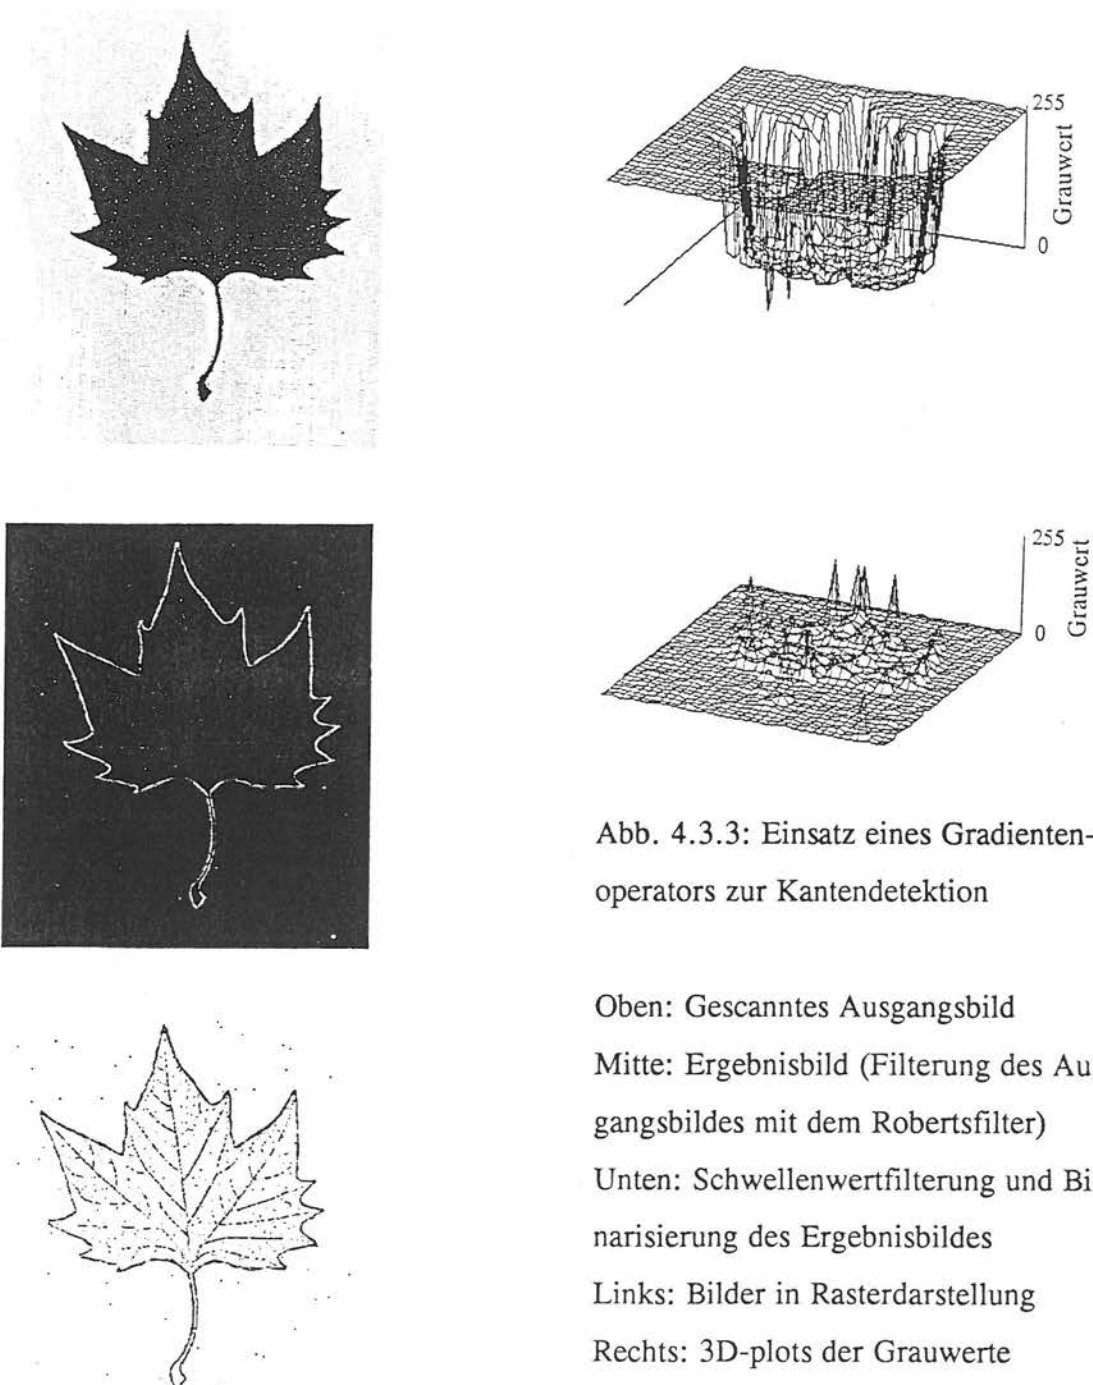 255
Grauwert
0
255
Grauwert
0
Abb. 4.3.3: Einsatz eines Gradienten-
operators zur Kantendetektion
Oben: Gescanntes Ausgangsbild
Mitte: Ergebnisbild (Filterung des Au
gangsbildes mit dem Robertsfilter)
Unten: Schwellenwertfilterung und Bi
narisierung des Ergebnisbildes
Links: Bilder in Rasterdarstellung
Rechts: 3D-plots der Grauwerte